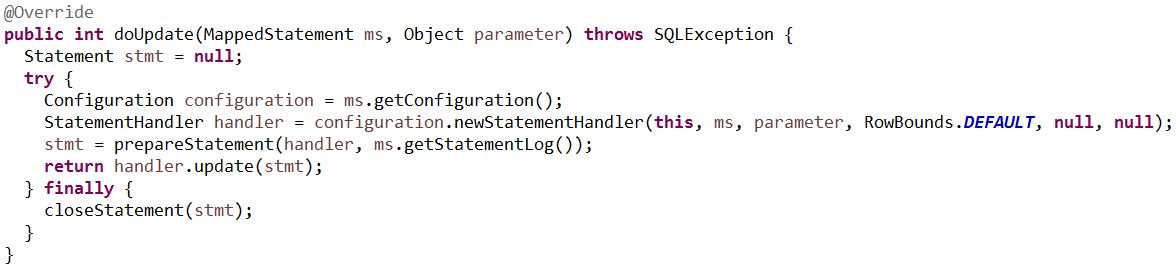 @Override
public int doUpdate(MappedStatement ms, Object parameter) throws SQLException {
  Statement stmt = null;
  try {
    Configuration configuration = ms.getConfiguration();
    StatementHandler handler = configuration.newStatementHandler(this, ms, parameter, RowBounds.DEFAULT, null, null);
    stmt = prepareStatement(handler, ms.getStatementLog());
    return handler.update(stmt);
  } finally {
    closeStatement(stmt);
  }
}